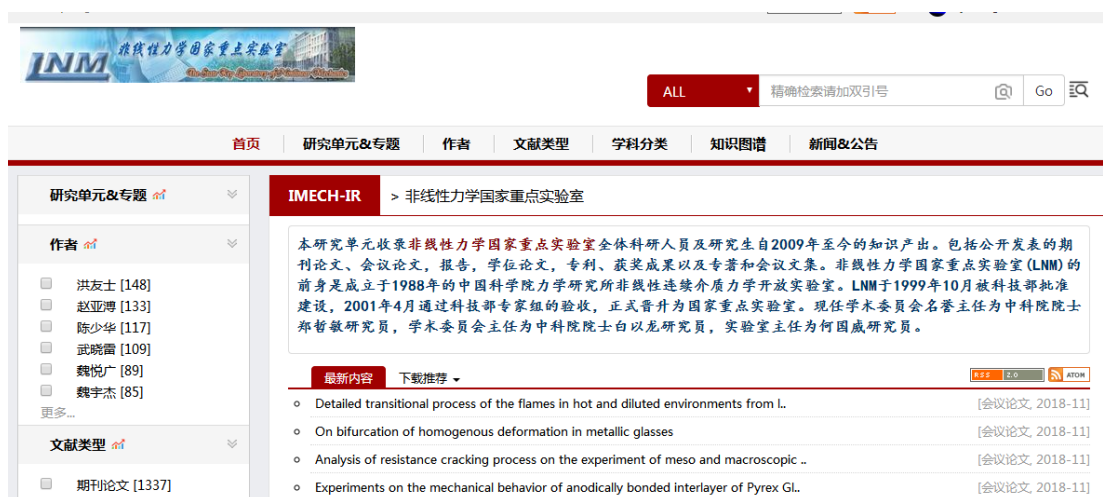 LNM 非线性力学国家重点实验室
The State Key Laboratory of Nonlinear Mechanics
ALL
精确检索请加双引号
Go
首页 研究单元&专题 作者 文献类型 学科分类 知识图谱 新闻&公告
研究单元&专题
作者
洪友士 [148]
赵亚溥 [133]
陈少华 [117]
武晓雷 [109]
魏悦广 [89]
魏宇杰 [85]
更多...
文献类型
期刊论文 [1337]
IMECH-IR > 非线性力学国家重点实验室
本研究单元收录非线性力学国家重点实验室全体科研人员及研究生自2009年至今的知识产出。包括公开发表的期
刊论文、会议论文，报告，学位论文，专利、获奖成果以及专著和会议文集。非线性力学国家重点实验室(LNM)的
前身是成立于1988年的中国科学院力学研究所非线性连续介质力学开放实验室。LNM于1999年10月被科技部批准
建设，2001年4月通过科技部专家组的验收，正式晋升为国家重点实验室。现任学术委员会名誉主任为中科院院士
郑哲敏研究员，学术委员会主任为中科院院士白以龙研究员，实验室主任为何国威研究员。
最新内容 下载推荐
RSS 2.0 ATOM
Detailed transitional process of the flames in hot and diluted environments from l.. [会议论文, 2018-11]
On bifurcation of homogenous deformation in metallic glasses [会议论文, 2018-11]
Analysis of resistance cracking process on the experiment of meso and macroscopic .. [会议论文, 2018-11]
Experiments on the mechanical behavior of anodically bonded interlayer of Pyrex Gl.. [会议论文, 2018-11]